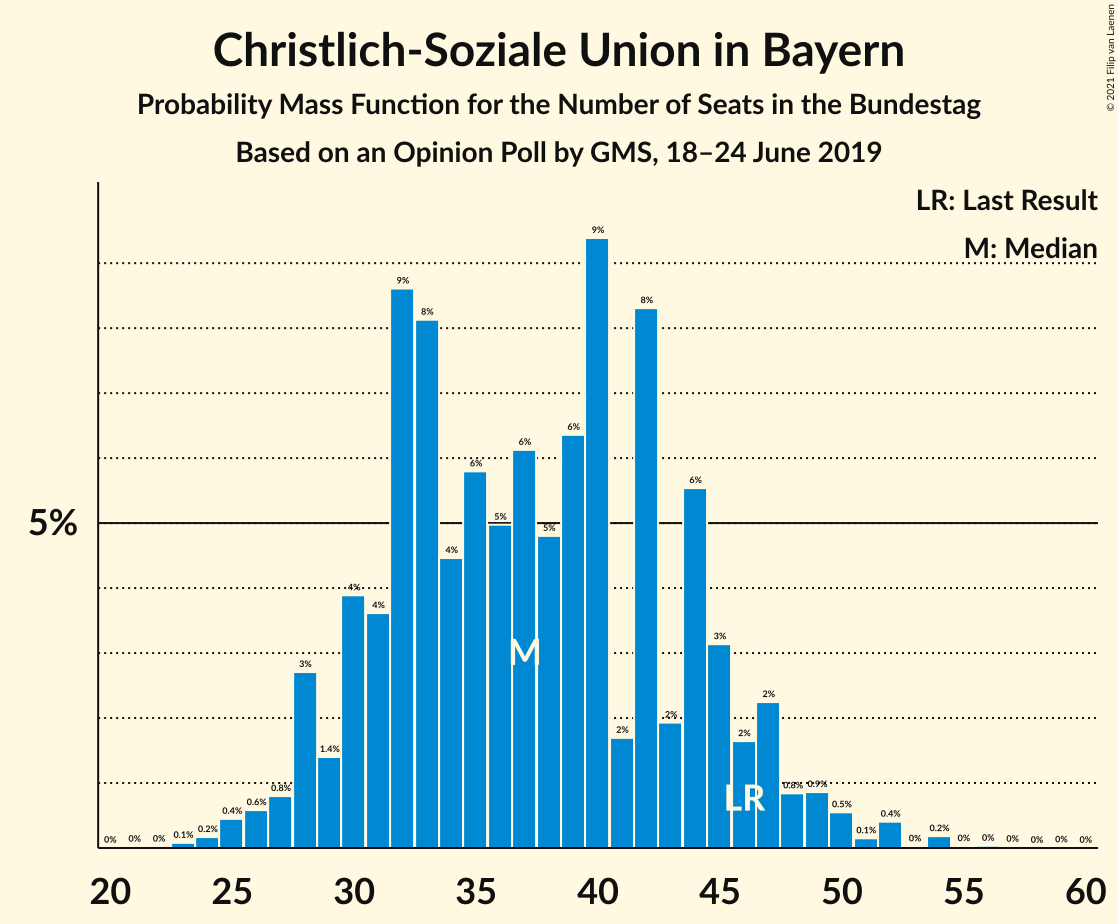 Christlich-Soziale Union in Bayern
Probability Mass Function for the Number of Seats in the Bundestag
Based on an Opinion Poll by GMS, 18–24 June 2019
© 2021 Filip van Laenen
LR: Last Result
M: Median
5%
0% 0% 0% 0.1% 0.2% 0.4% 0.6% 0.8% 3% 1.4% 4% 4% 9% 8% 4% 6% 5% 6% 5% 6% 9% 2% 8% 2% 6% 3% 2% 2% 0.8% 0.9% 0.5% 0.1% 0.4% 0% 0.2% 0% 0% 0% 0% 0% 0%
M
LR
20 25 30 35 40 45 50 55 60